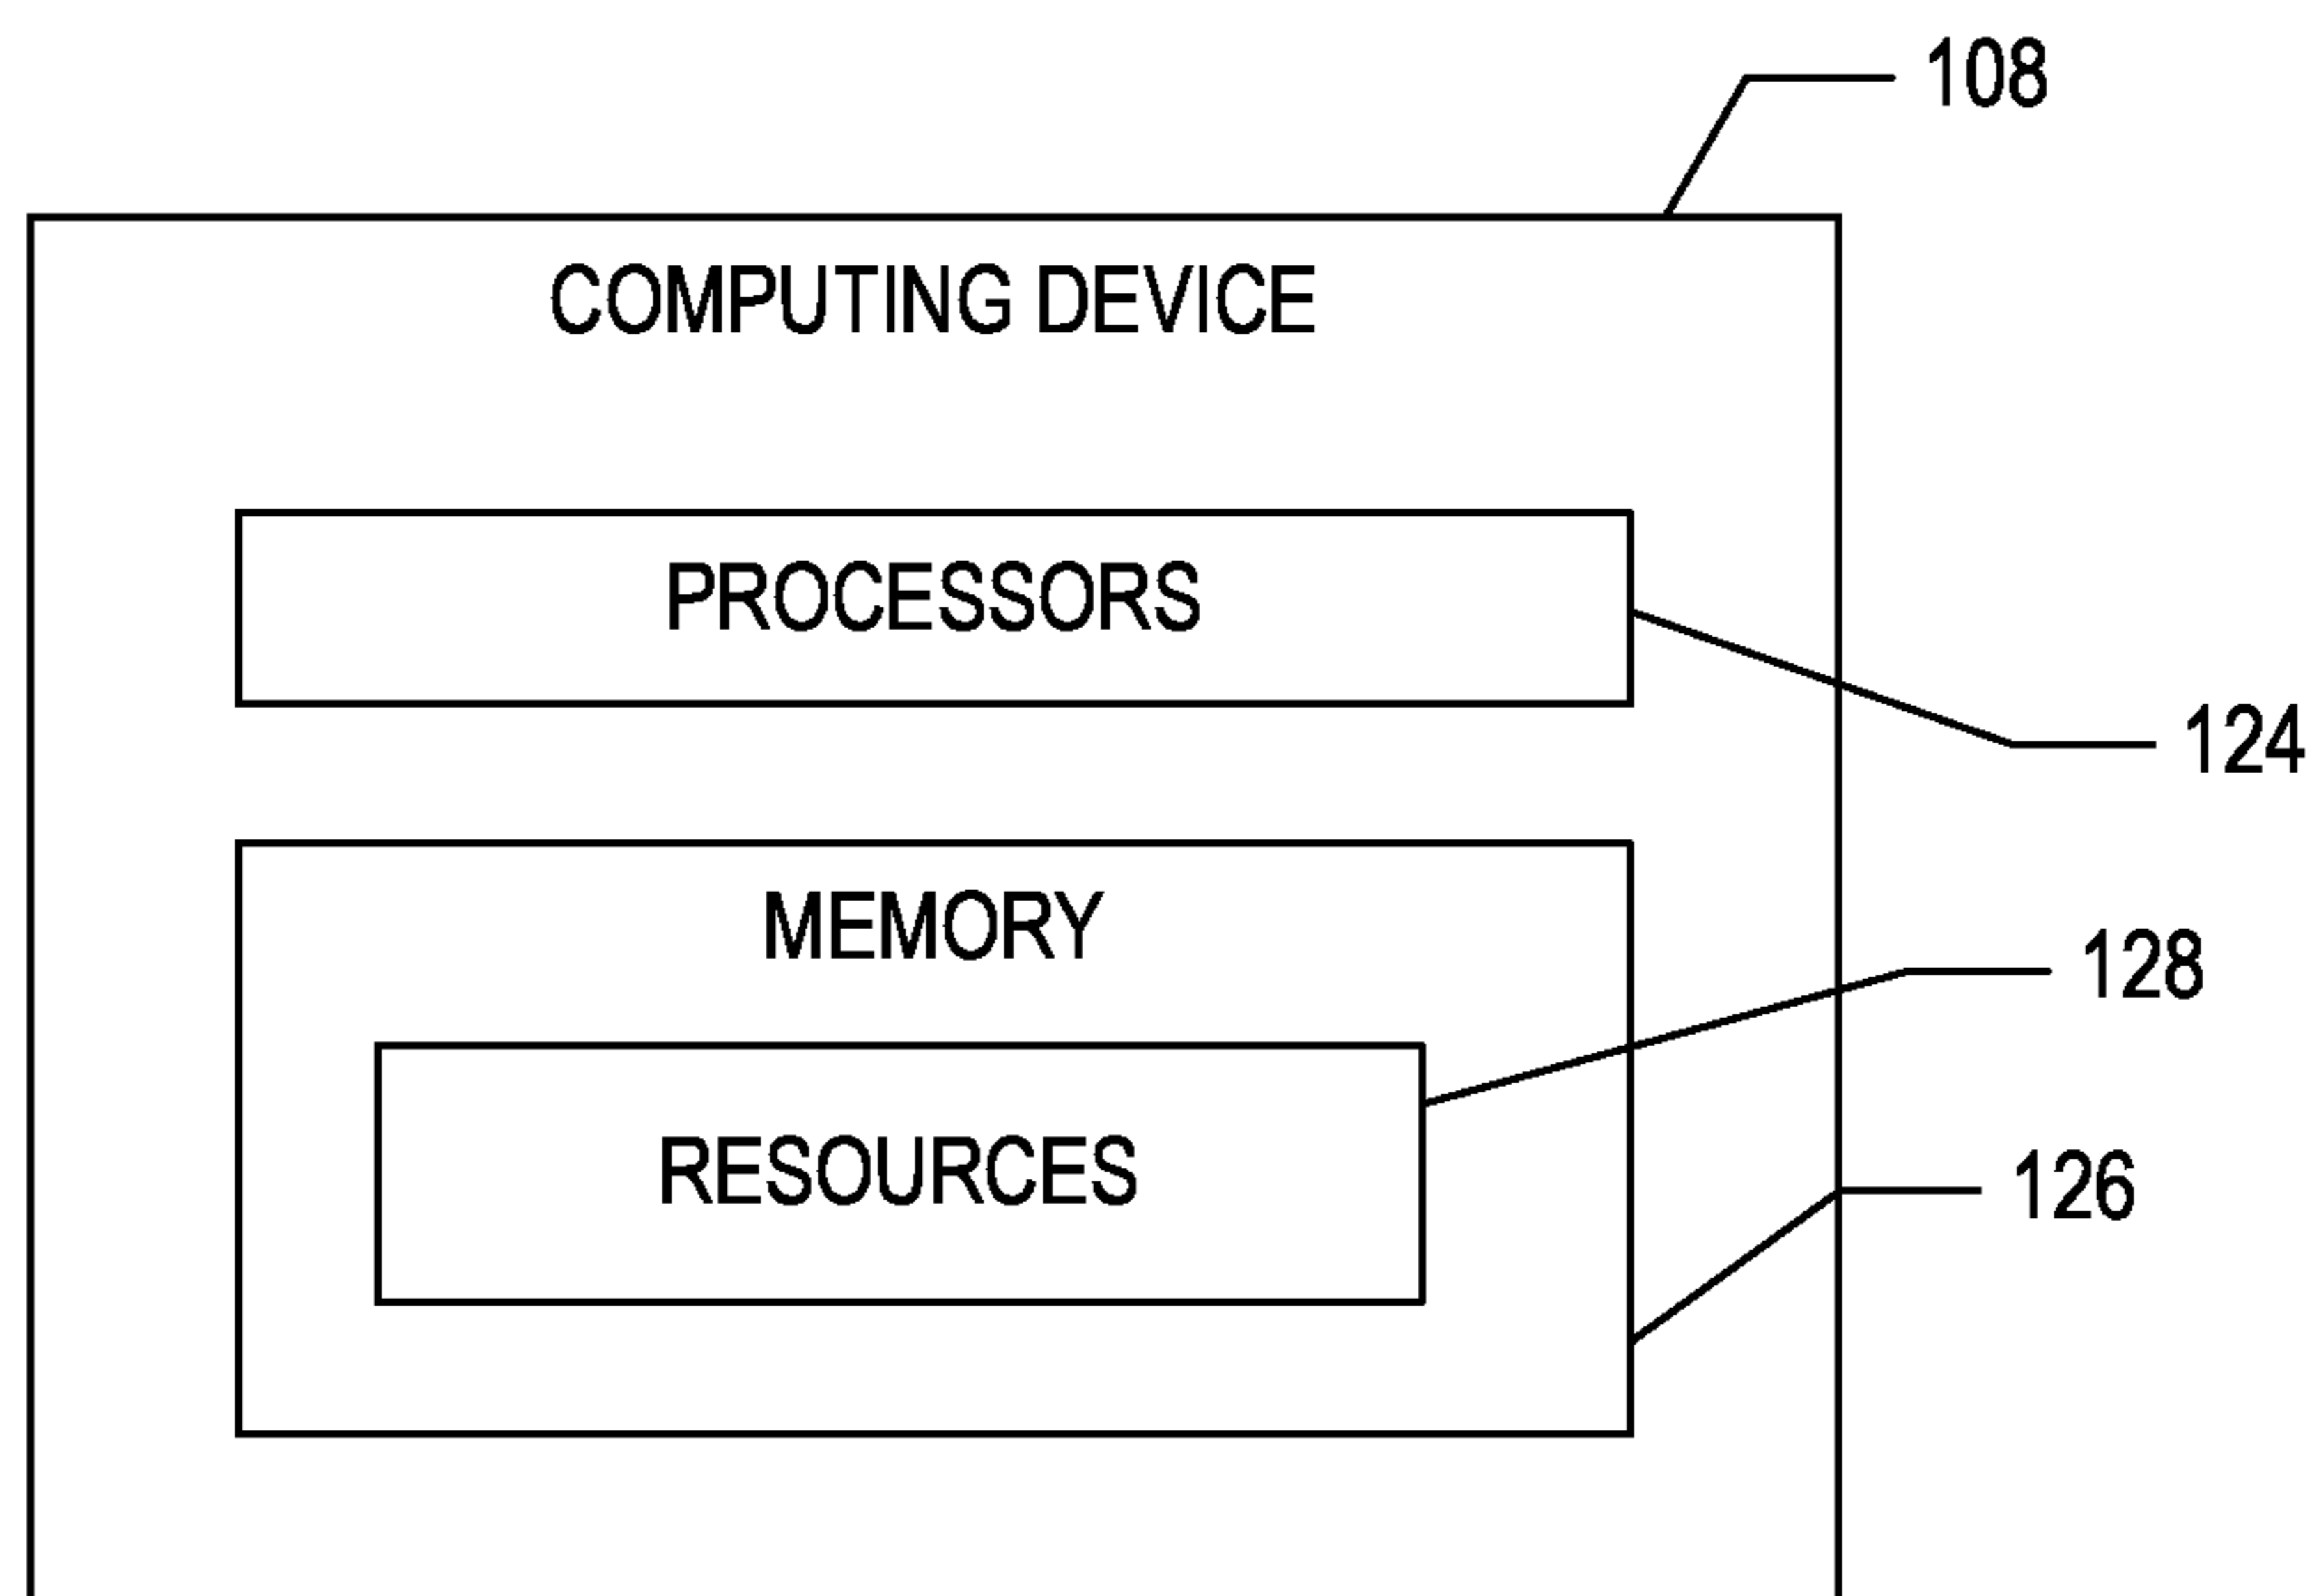 108
COMPUTING DEVICE
PROCESSORS
124
MEMORY
128
RESOURCES
126